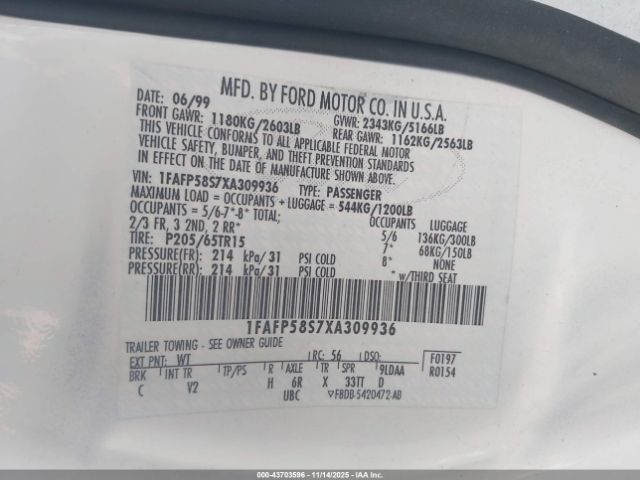 MFD. BY FORD MOTOR CO. IN U.S.A.
DATE: 06/99 GVWR: 2343KG/5166LB
FRONT GAWR: 1180KG/2603LB REAR GAWR: 1162KG/2563LB
THIS VEHICLE CONFORMS TO ALL APPLICABLE FEDERAL MOTOR
VEHICLE SAFETY, BUMPER, AND THEFT PREVENTION STANDARDS
IN EFFECT ON THE DATE OF MANUFACTURE SHOWN ABOVE.
VIN: 1FAFP58S7XA309936 TYPE: PASSENGER
MAXIMUM LOAD = OCCUPANTS + LUGGAGE = 544KG/1200LB
OCCUPANTS = 5/6-7*-8* TOTAL; OCCUPANTS LUGGAGE
2/3 FR, 3 2ND, 2 RR* 5/6 136KG/300LB
TIRE: P205/65TR15 7* 68KG/150LB
PRESSURE(FR): 214 kPa/31 PSI COLD 8* NONE
PRESSURE(RR): 214 kPa/31 PSI COLD * w/THIRD SEAT
1FAFP58S7XA309936
TRAILER TOWING - SEE OWNER GUIDE
EXT PNT: WT RC: 56 DSO: F0197
BRK INT TR TP/PS R AXLE TR SPR 9LDAA R0154
C V2 H 6R X 33TT D
UBC F8DB-5420472-AB
00-43703596 - 11/14/2025 - IAAI.com